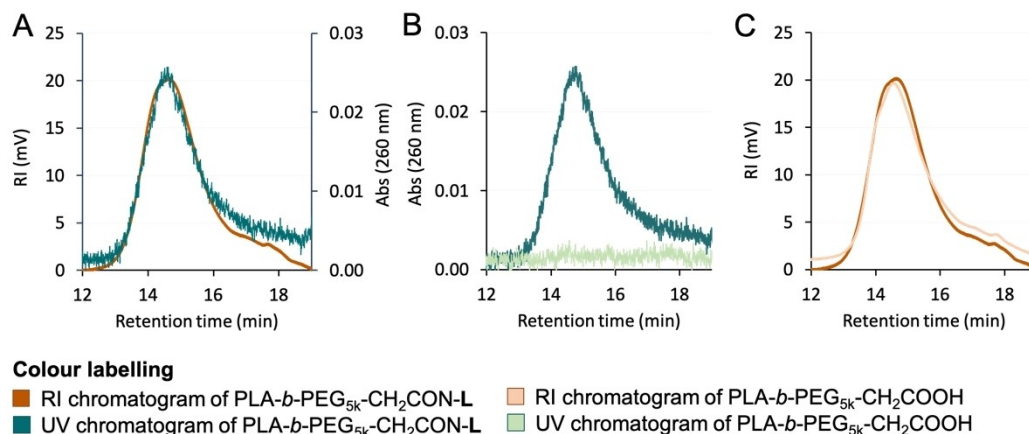 A
25
20
15
10
5
0
RI (mV)
0.03
0.02
0.01
0.00
Abs (260 nm)
12 14 16 18
Retention time (min)
B
0.03
0.02
0.01
0.00
Abs (260 nm)
12 14 16 18
Retention time (min)
C
25
20
15
10
5
0
RI (mV)
12 14 16 18
Retention time (min)
Colour labelling
RI chromatogram of PLA-b-PEG5k-CH2CON-L
UV chromatogram of PLA-b-PEG5k-CH2CON-L
RI chromatogram of PLA-b-PEG5k-CH2COOH
UV chromatogram of PLA-b-PEG5k-CH2COOH